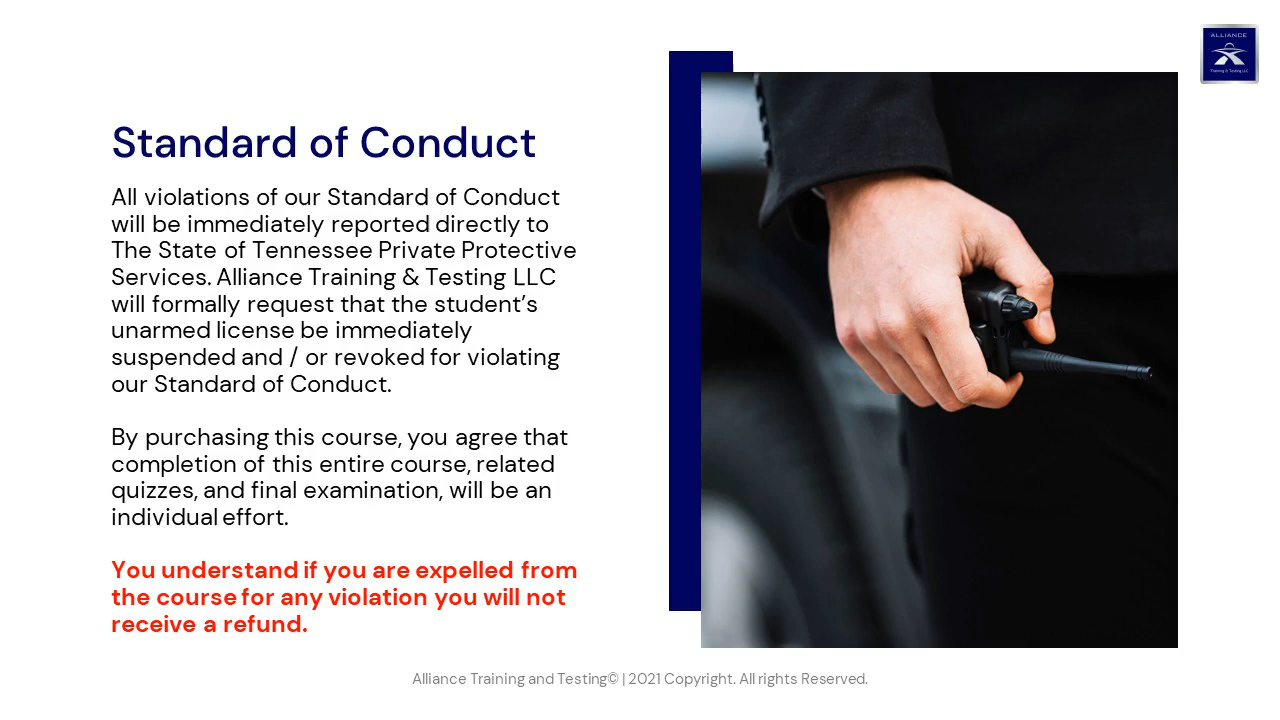 ALLIANCE
Training & Testing LLC
Standard of Conduct
All violations of our Standard of Conduct
will be immediately reported directly to
The State of Tennessee Private Protective
Services. Alliance Training & Testing LLC
will formally request that the student’s
unarmed license be immediately
suspended and / or revoked for violating
our Standard of Conduct.
By purchasing this course, you agree that
completion of this entire course, related
quizzes, and final examination, will be an
individual effort.
You understand if you are expelled from
the course for any violation you will not
receive a refund.
Alliance Training and Testing© | 2021 Copyright. All rights Reserved.